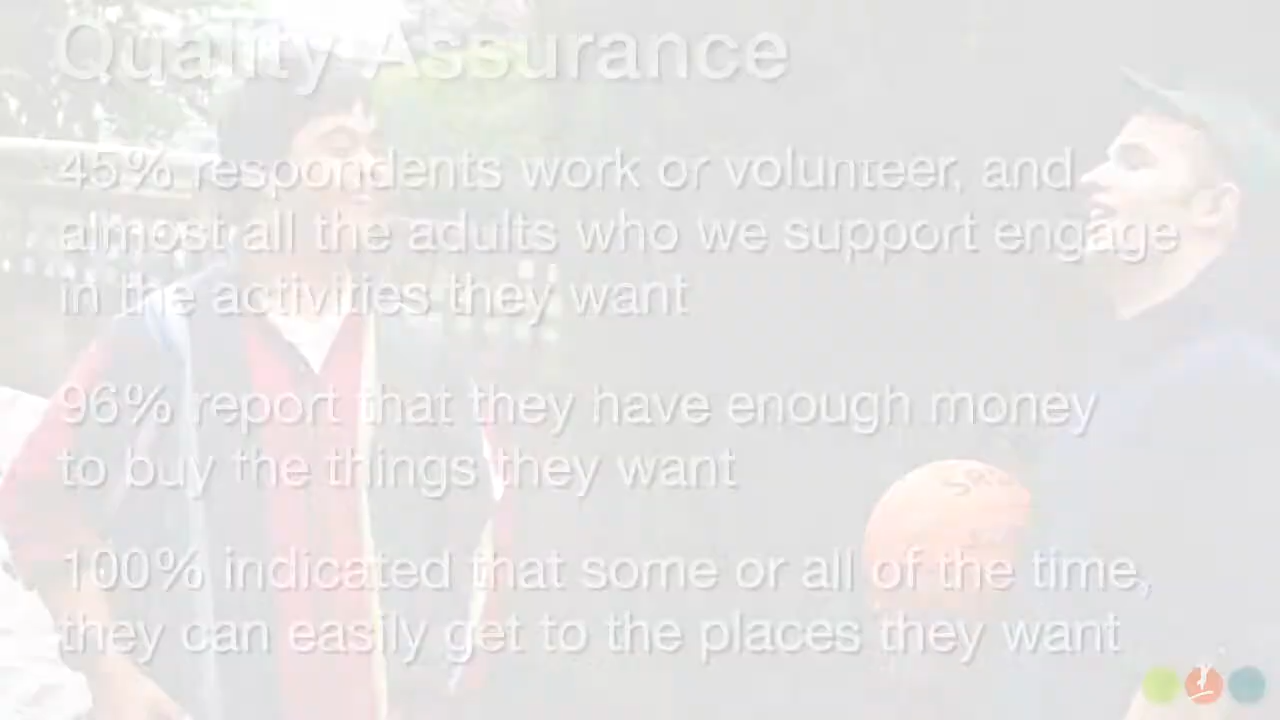 Quality Assurance
45% respondents work or volunteer, and
almost all the adults who we support engage
in the activities they want
96% report that they have enough money
to buy the things they want
100% indicated that some or all of the time,
they can easily get to the places they want